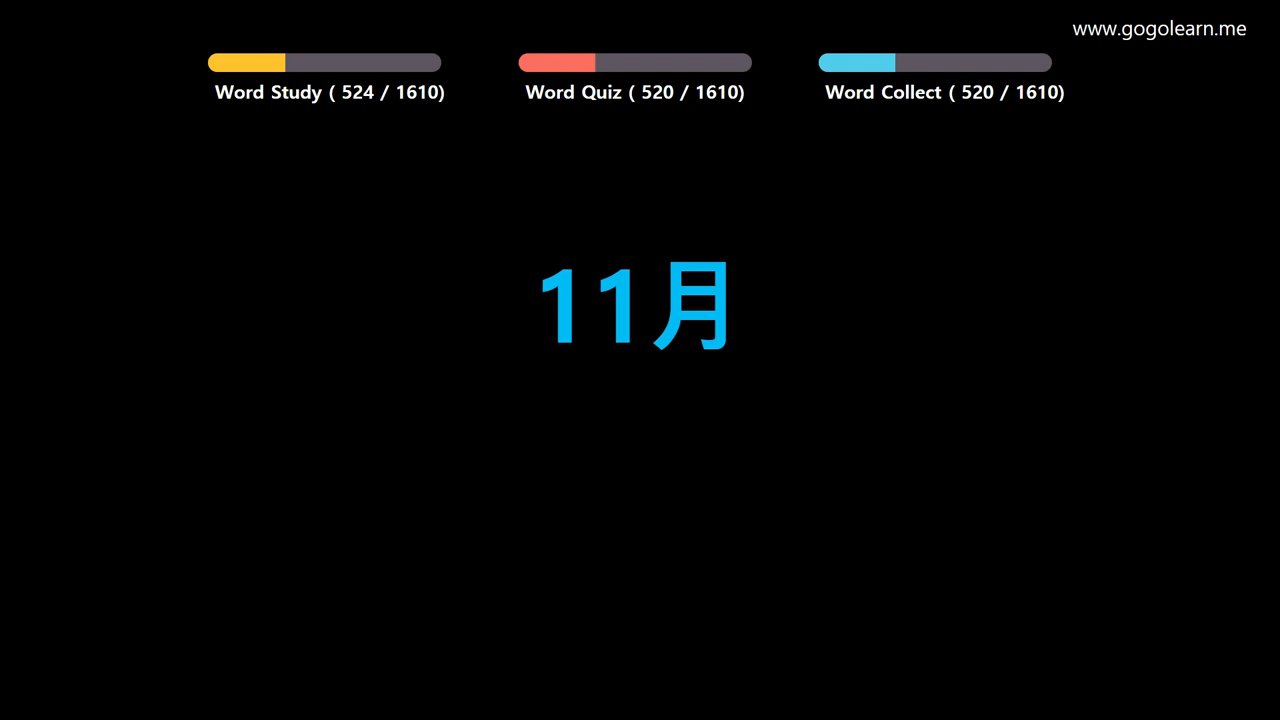 www.gogolearn.me
Word Study ( 524 / 1610)
Word Quiz ( 520 / 1610)
Word Collect ( 520 / 1610)
11月